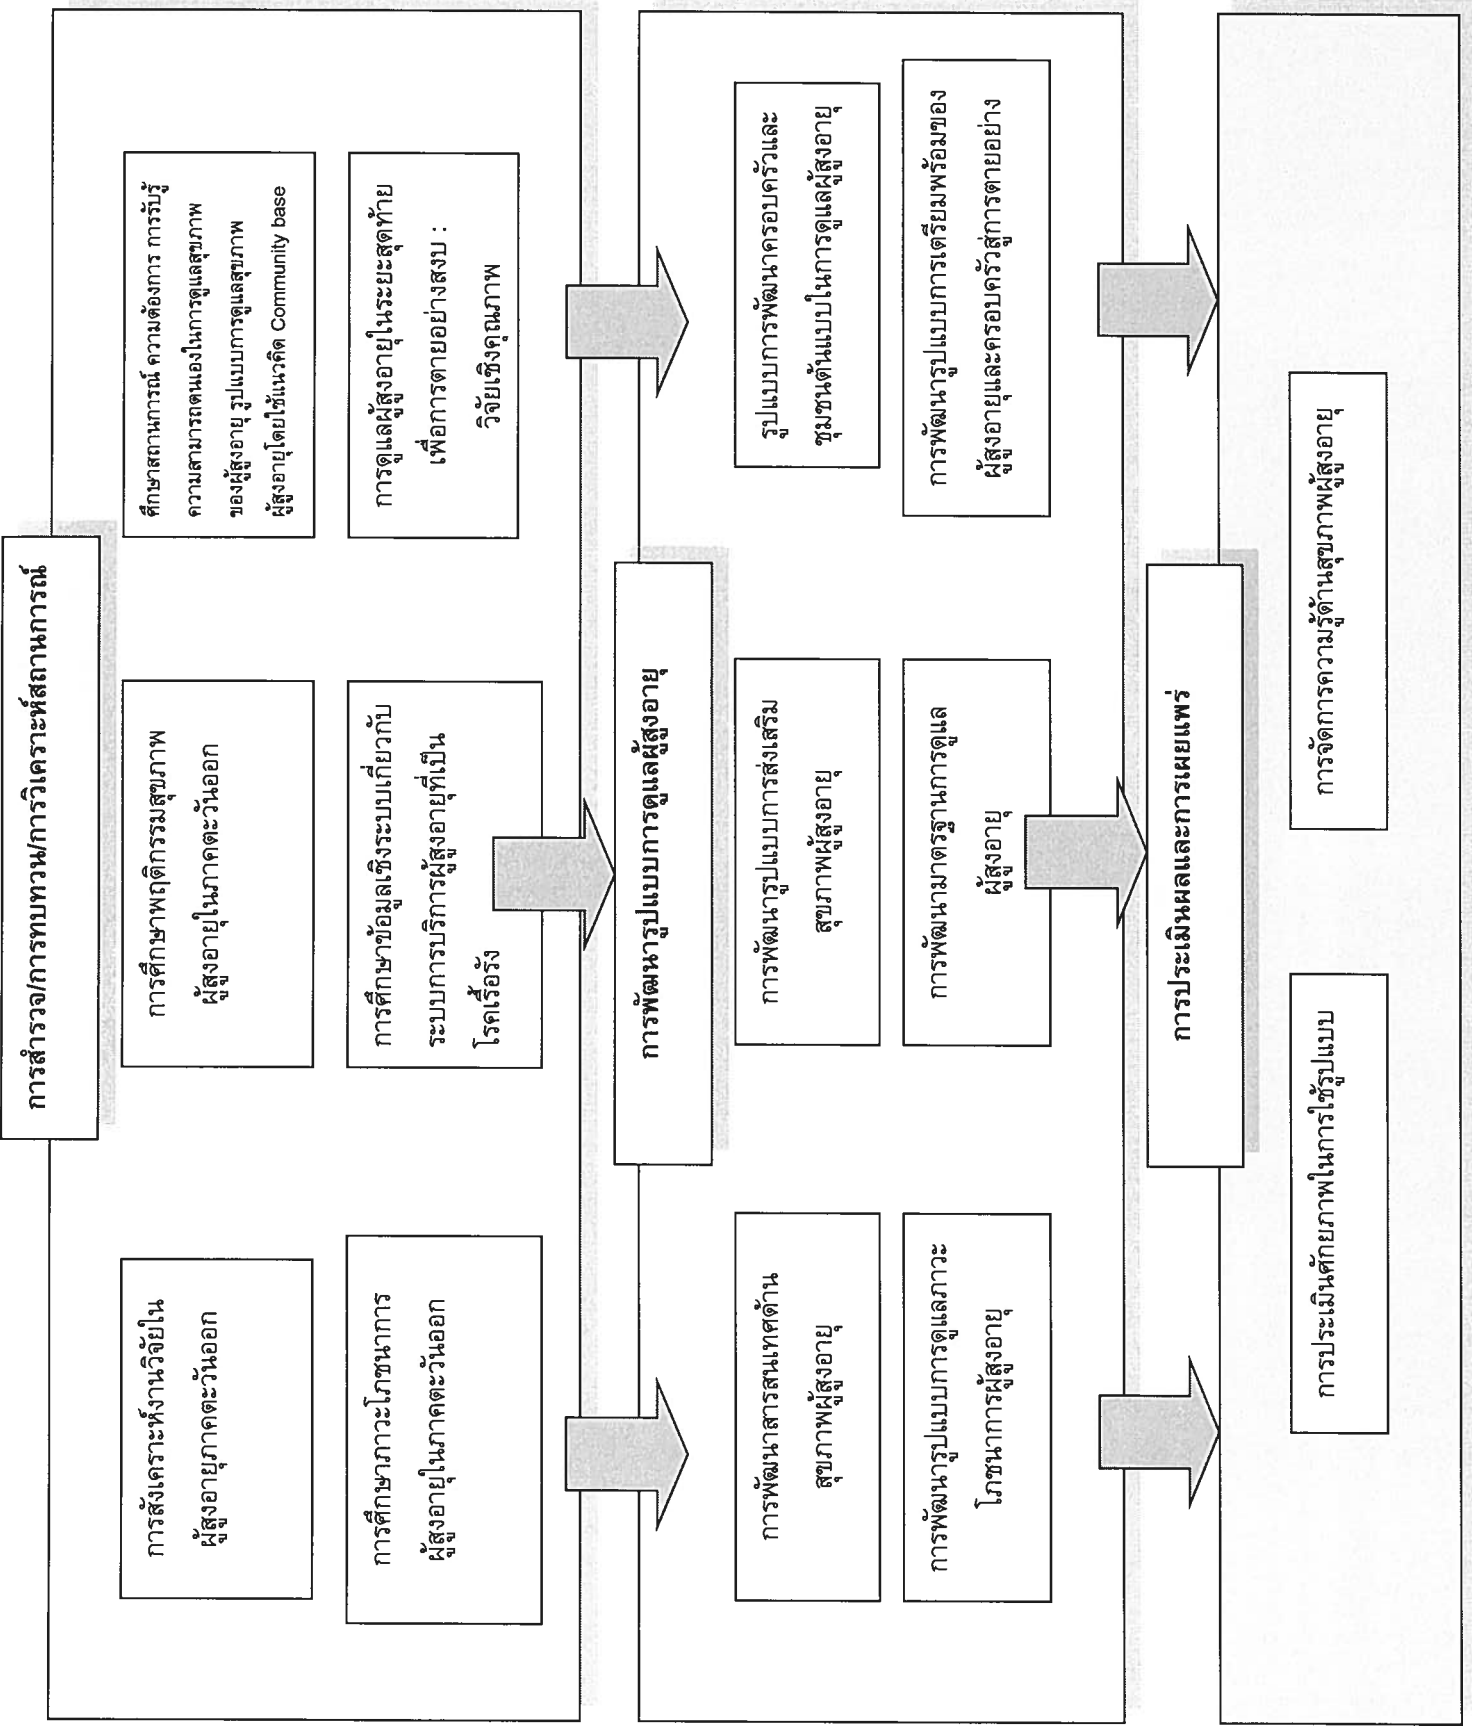 การสำรวจ/การทบทวน/การวิเคราะห์สถานการณ์
การสังเคราะห์งานวิจัยใน
ผู้สูงอายุภาคตะวันออก
การศึกษาพฤติกรรมสุขภาพ
ผู้สูงอายุในภาคตะวันออก
ศึกษาสถานการณ์ ความต้องการ การรับรู้
ความสามารถตนเองในการดูแลสุขภาพ
ของผู้สูงอายุ รูปแบบการดูแลสุขภาพ
ผู้สูงอายุโดยใช้แนวคิด Community base
การศึกษาภาวะโภชนาการ
ผู้สูงอายุในภาคตะวันออก
การศึกษาข้อมูลเชิงระบบเกี่ยวกับ
ระบบการบริการผู้สูงอายุที่เป็น
โรคเรื้อรัง
การดูแลผู้สูงอายุในระยะสุดท้าย
เพื่อการตายอย่างสงบ :
วิจัยเชิงคุณภาพ
การพัฒนารูปแบบการดูแลผู้สูงอายุ
การพัฒนาสารสนเทศด้าน
สุขภาพผู้สูงอายุ
การพัฒนารูปแบบการส่งเสริม
สุขภาพผู้สูงอายุ
รูปแบบการพัฒนาครอบครัวและ
ชุมชนต้นแบบในการดูแลผู้สูงอายุ
การพัฒนารูปแบบการดูแลภาวะ
โภชนาการผู้สูงอายุ
การพัฒนามาตรฐานการดูแล
ผู้สูงอายุ
การพัฒนารูปแบบการเตรียมพร้อมของ
ผู้สูงอายุและครอบครัวสู่การตายอย่าง
การประเมินผลและการเผยแพร่
การประเมินศักยภาพในการใช้รูปแบบ
การจัดการความรู้ด้านสุขภาพผู้สูงอายุ